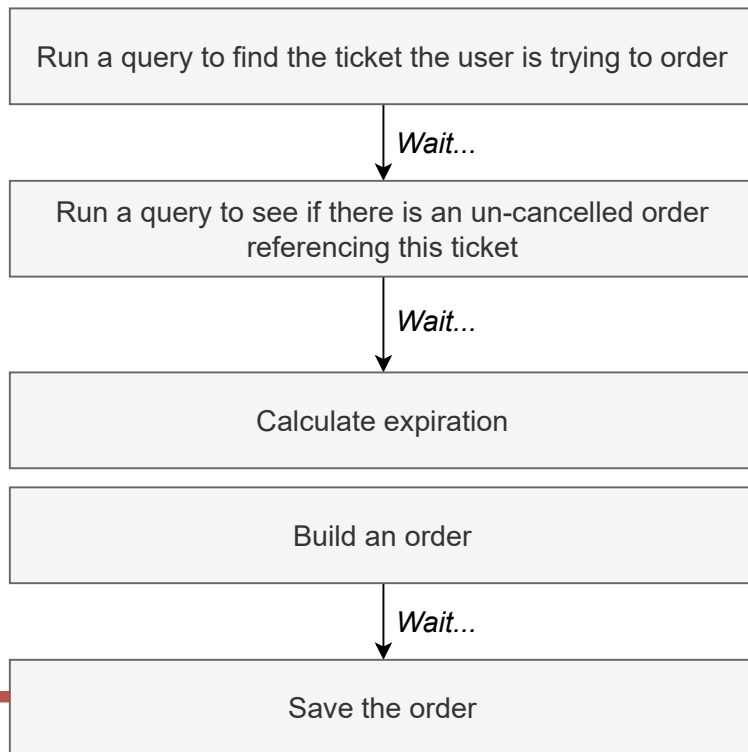 Run a query to find the ticket the user is trying to order
Wait...
Run a query to see if there is an un-cancelled order
referencing this ticket
Wait...
Calculate expiration
Build an order
Wait...
Save the order